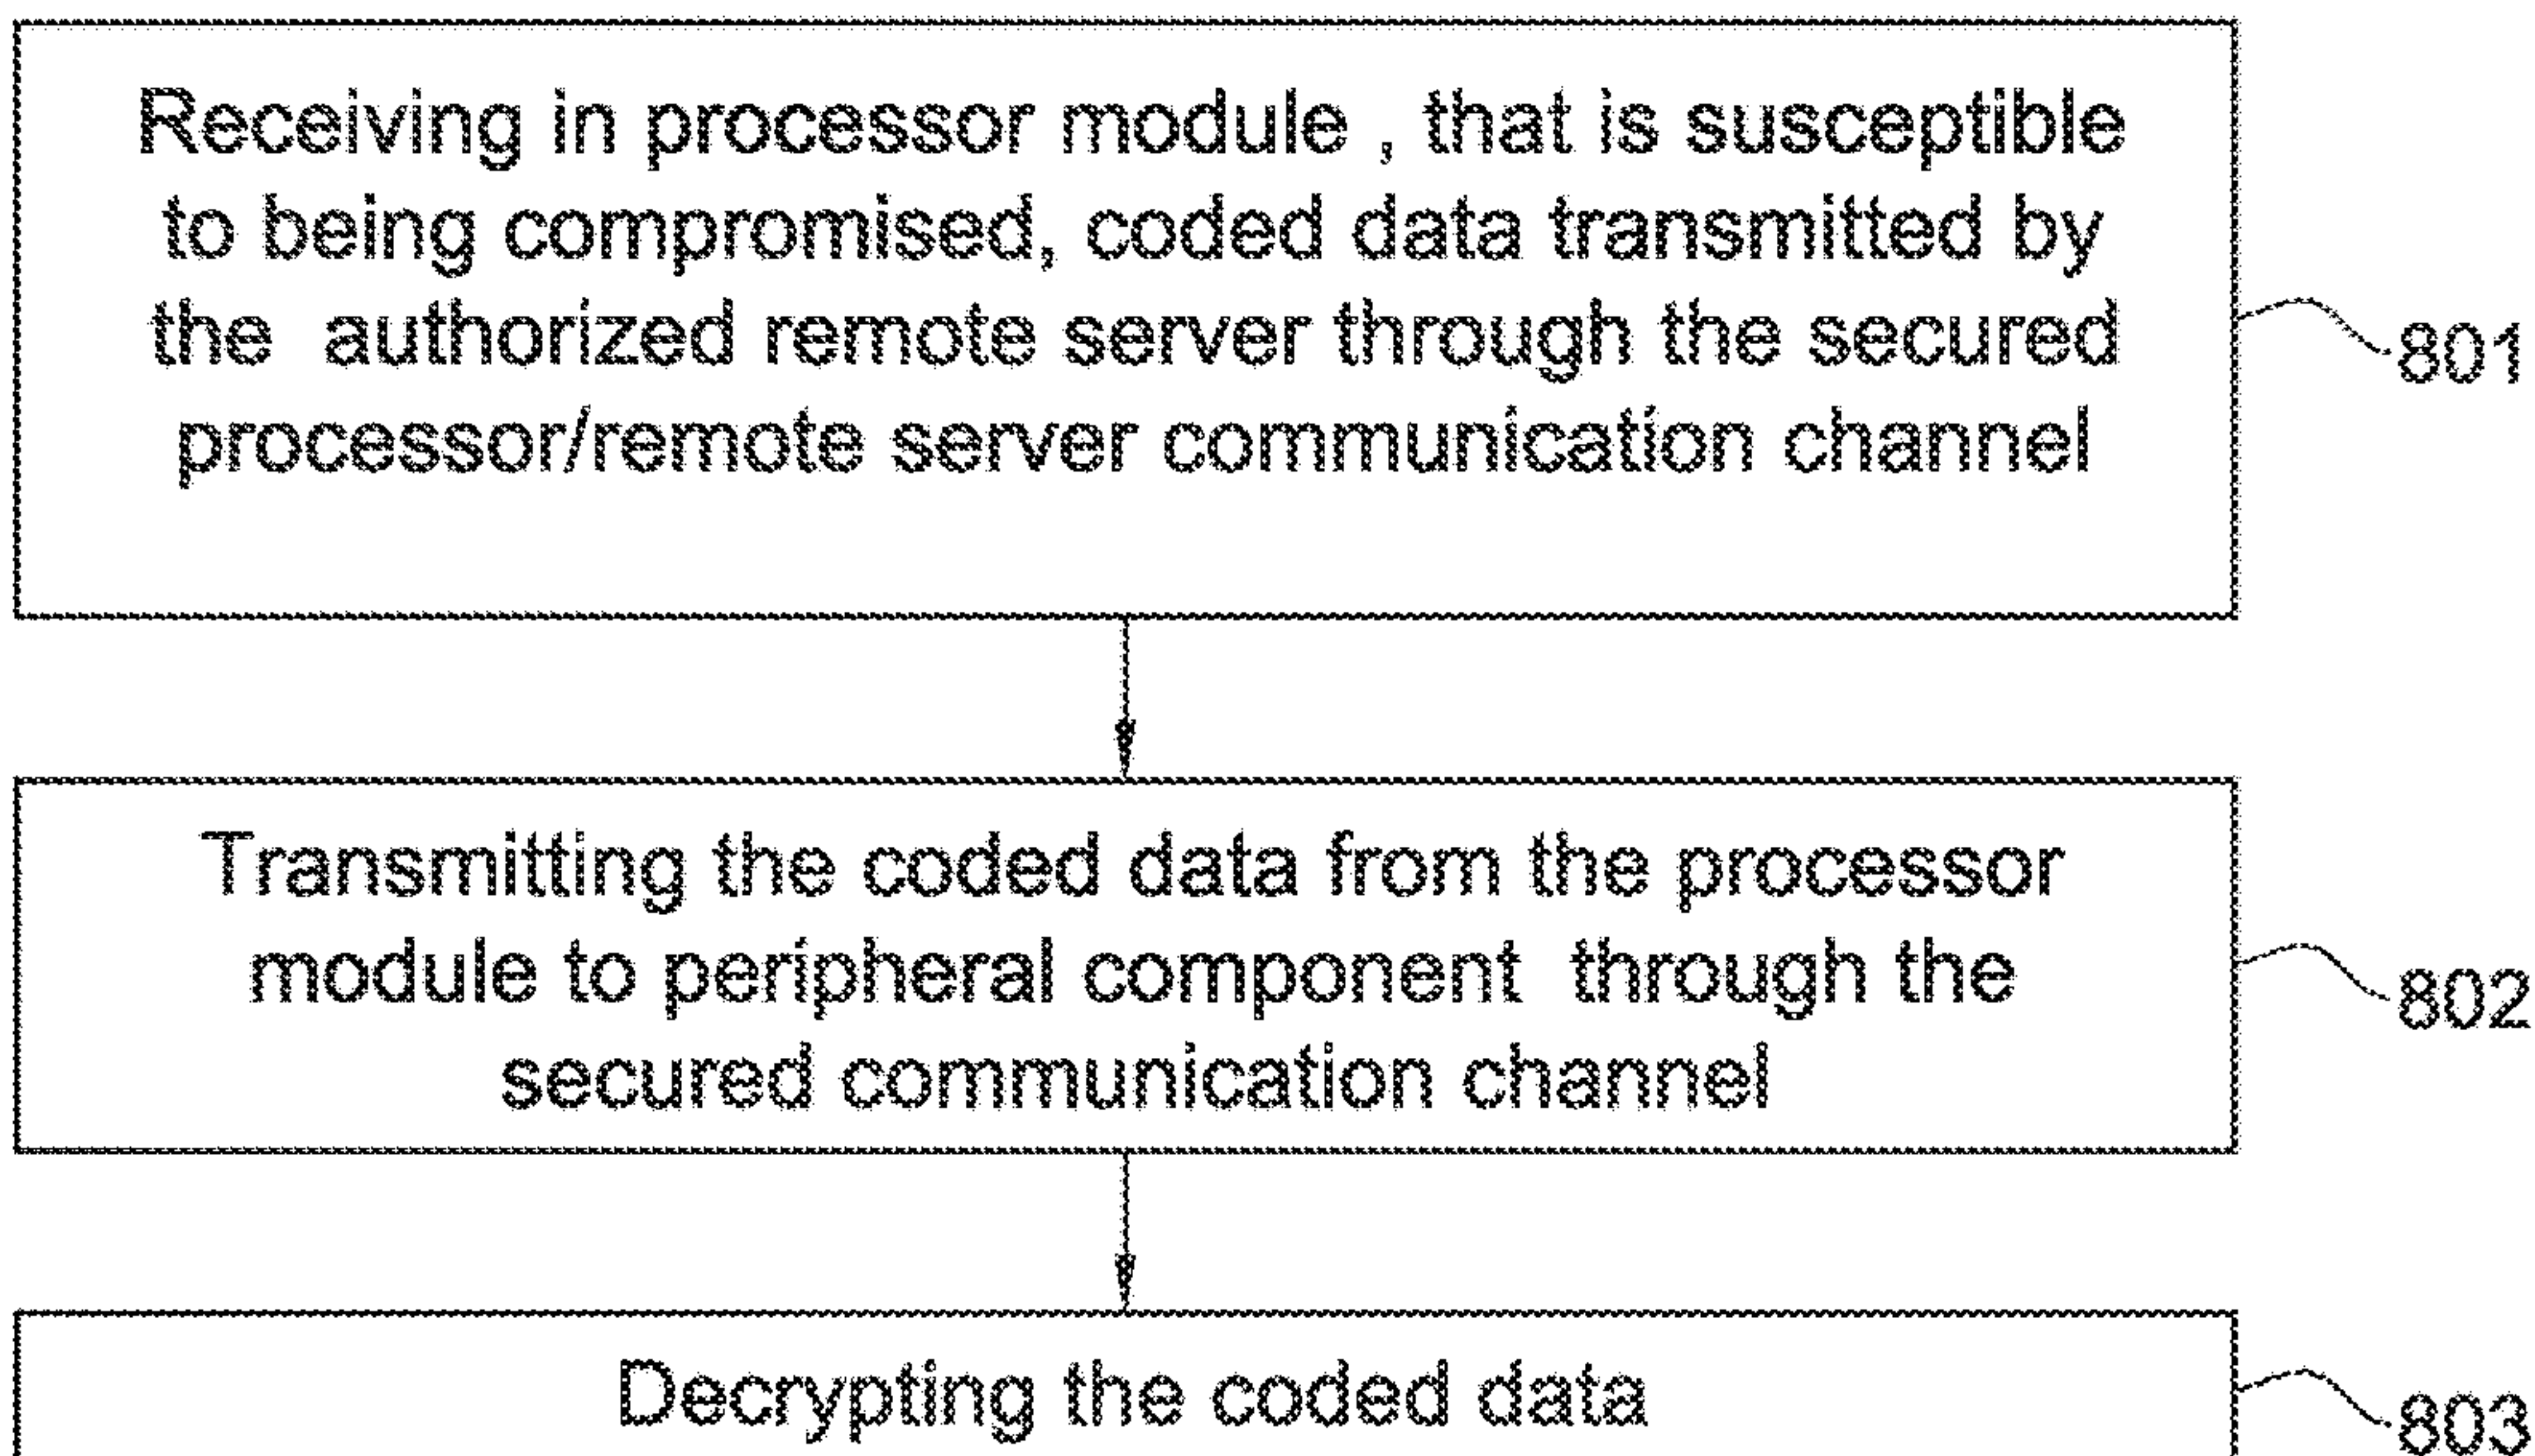 Receiving in processor module , that is susceptible
to being compromised, coded data transmitted by
the authorized remote server through the secured
processor/remote server communication channel
801
Transmitting the coded data from the processor
module to peripheral component through the
secured communication channel
802
Decrypting the coded data
803